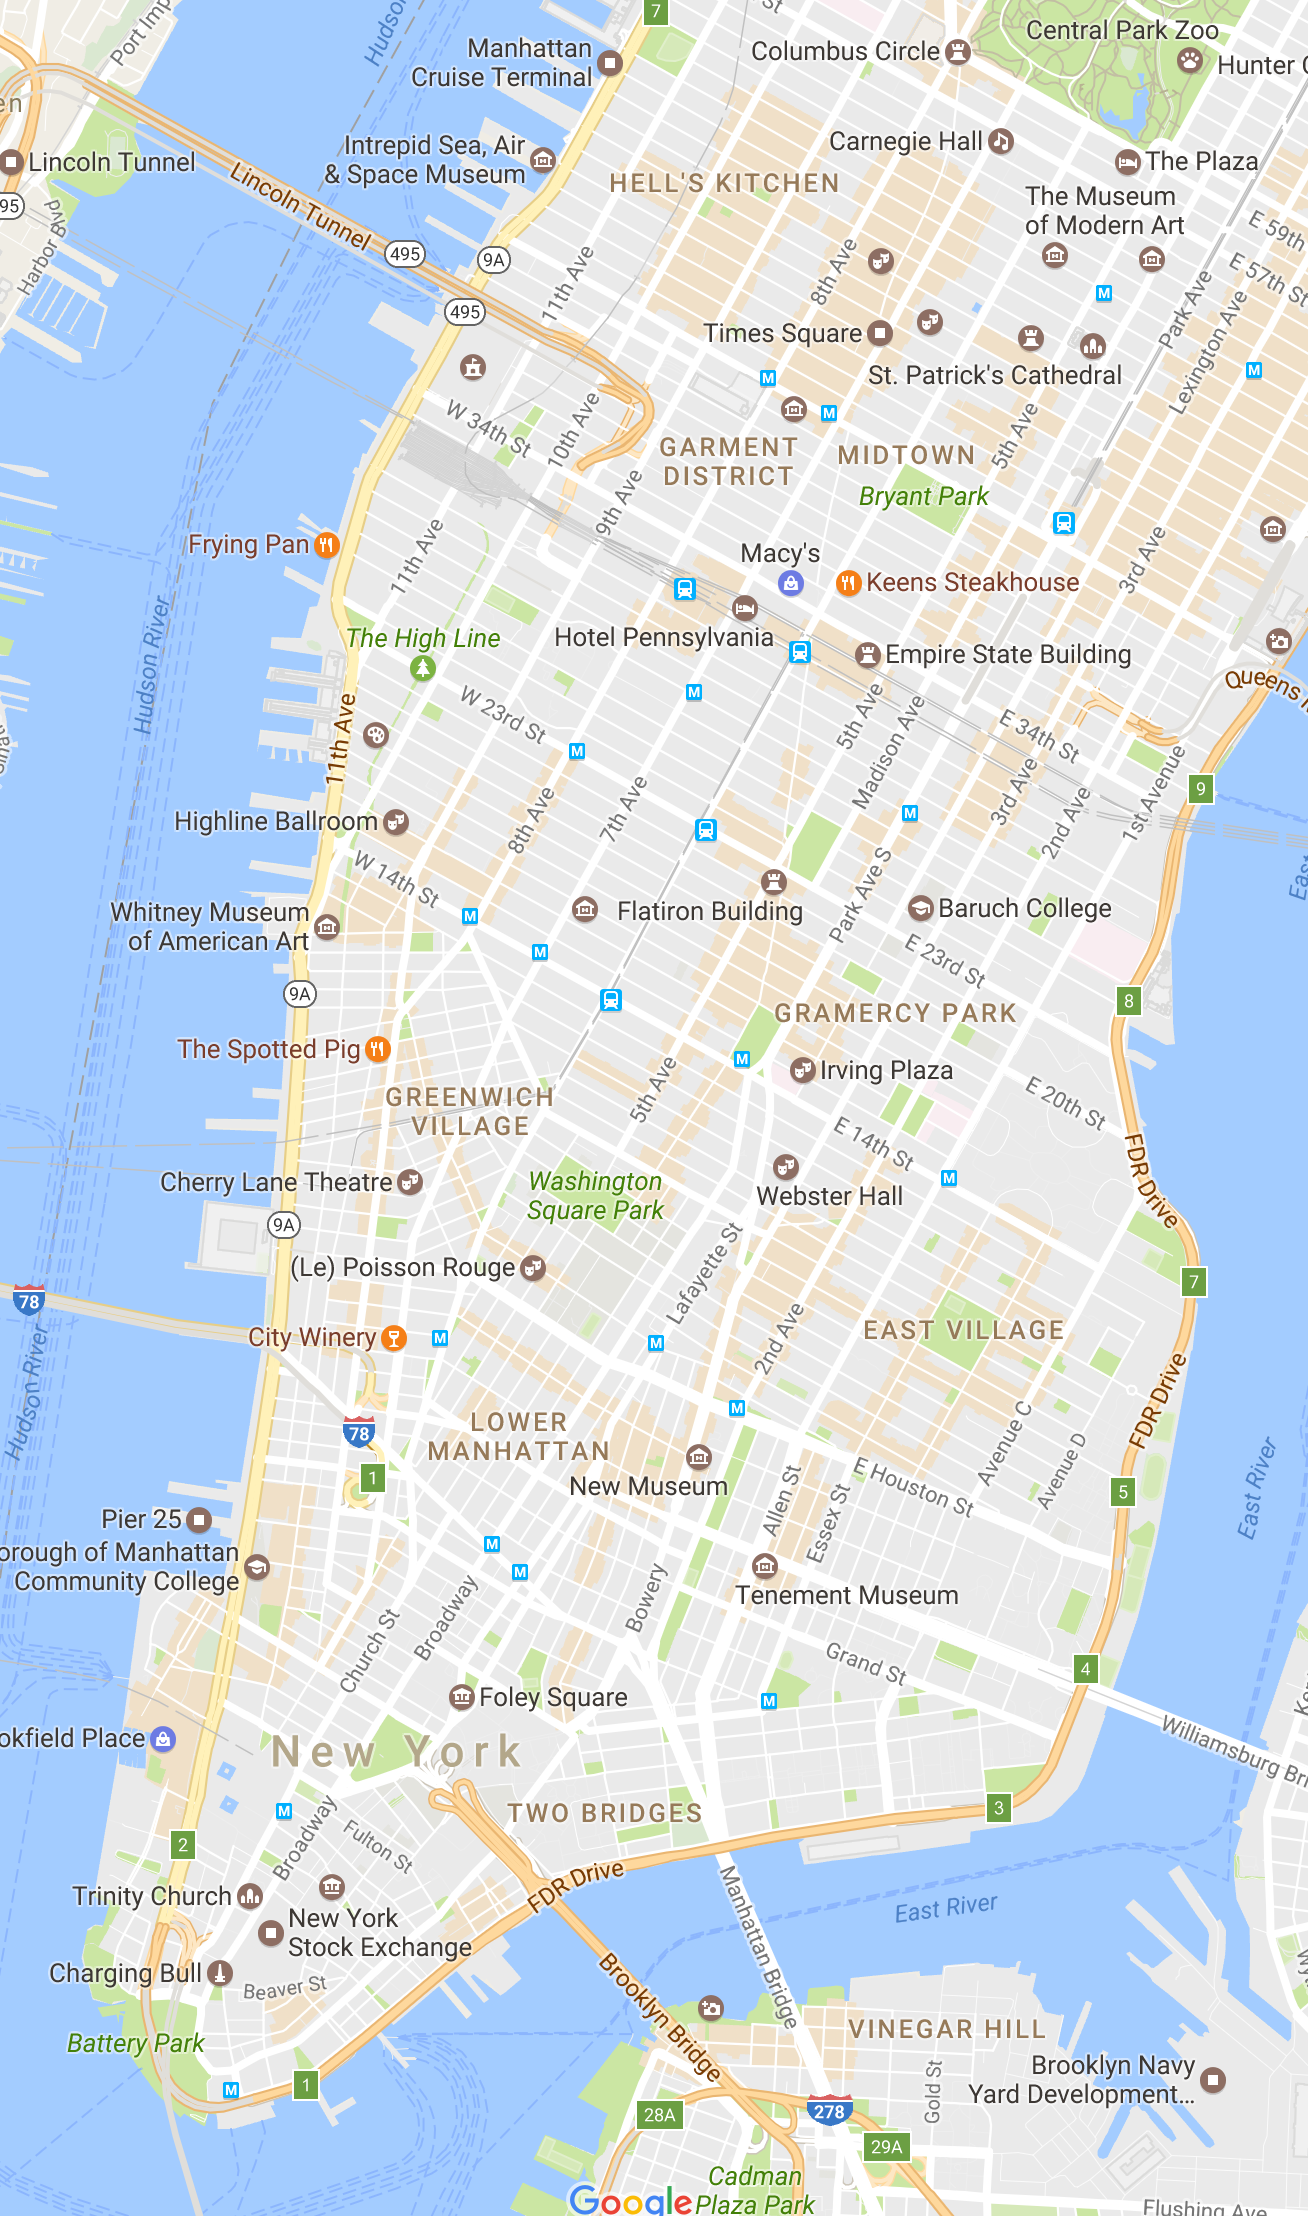 7
St
Manhattan
Cruise Terminal
Columbus Circle
Central Park Zoo
Hunter
Port Imp
Hudson
Intrepid Sea, Air
& Space Museum
Carnegie Hall
The Plaza
Lincoln Tunnel
Lincoln Tunnel
HELL'S KITCHEN
The Museum
of Modern Art
95
495
9A
Harbor Blvd
E 59th
E 57th St
11th Ave
8th Ave
Park Ave
Lexington Ave
495
Times Square
St. Patrick's Cathedral
W 34th St
10th Ave
9th Ave
GARMENT
DISTRICT
MIDTOWN
5th Ave
Bryant Park
Frying Pan
11th Ave
Macy's
Keens Steakhouse
3rd Ave
Hudson River
The High Line
Hotel Pennsylvania
Empire State Building
Queens
11th Ave
W 23rd St
5th Ave
Madison Ave
E 34th St
9
Highline Ballroom
8th Ave
7th Ave
3rd Ave
2nd Ave
1st Avenue
W 14th St
Park Ave S
East
Whitney Museum
of American Art
Flatiron Building
Baruch College
E 23rd St
9A
8
GRAMERCY PARK
The Spotted Pig
Irving Plaza
GREENWICH
VILLAGE
5th Ave
E 20th St
E 14th St
FDR Drive
Cherry Lane Theatre
Washington
Square Park
Webster Hall
9A
(Le) Poisson Rouge
Lafayette St
7
78
City Winery
2nd Ave
EAST VILLAGE
Hudson River
FDR Drive
78
LOWER
MANHATTAN
Avenue C
Avenue D
1
New Museum
Allen St
Essex St
E Houston St
5
East River
Pier 25
orough of Manhattan
Community College
Tenement Museum
Bowery
Broadway
Church St
Grand St
4
Foley Square
okfield Place
New York
Williamsburg Bri
TWO BRIDGES
3
2
Broadway
Fulton St
Trinity Church
FDR Drive
Manhattan Bridge
East River
New York
Stock Exchange
Charging Bull
Beaver St
Brooklyn Bridge
Battery Park
VINEGAR HILL
1
Gold St
Brooklyn Navy
Yard Development...
28A
278
29A
Cadman
Plaza Park
Google
Flushing Ave